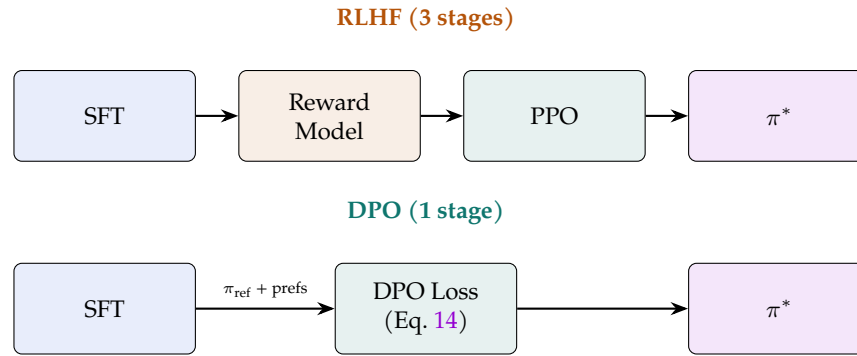 RLHF (3 stages)
SFT
Reward
Model
PPO
π*
DPO (1 stage)
SFT
π_ref + prefs
DPO Loss
(Eq. 14)
π*